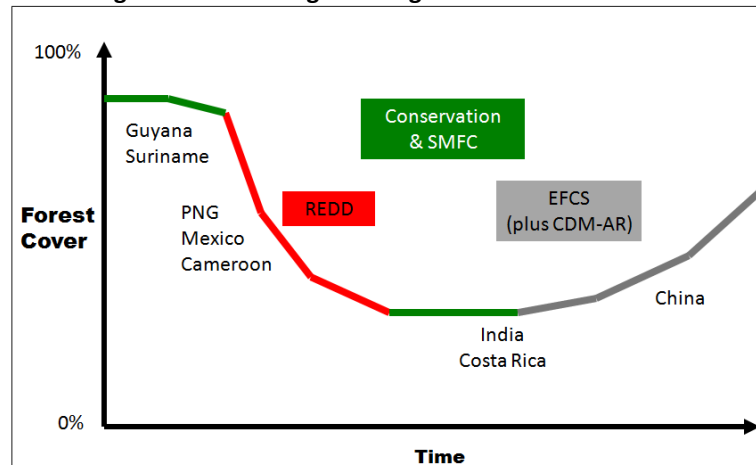 100%
Conservation
& SMFC
Guyana
Suriname
EFCS
(plus CDM-AR)
REDD
PNG
Mexico
Cameroon
Forest
Cover
China
India
Costa Rica
0%
Time